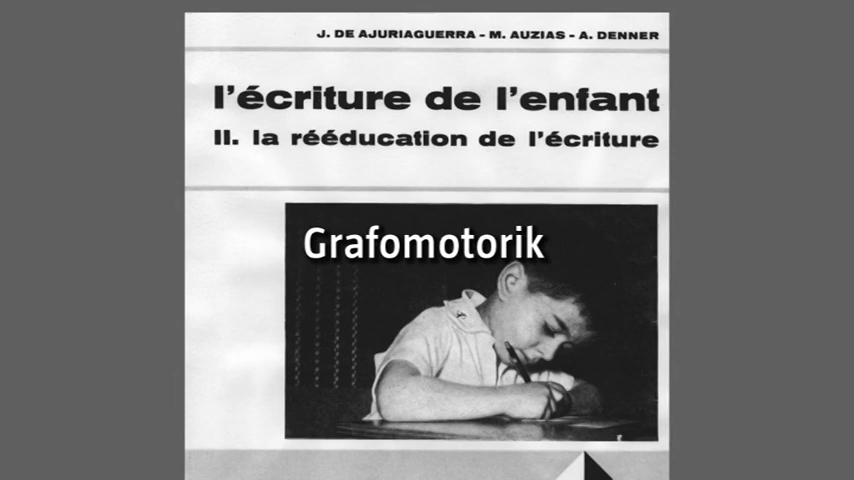 J. DE AJURIAGUERRA - M. AUZIAS - A. DENNER
l'écriture de l'enfant
II. la rééducation de l'écriture
Grafomotorik